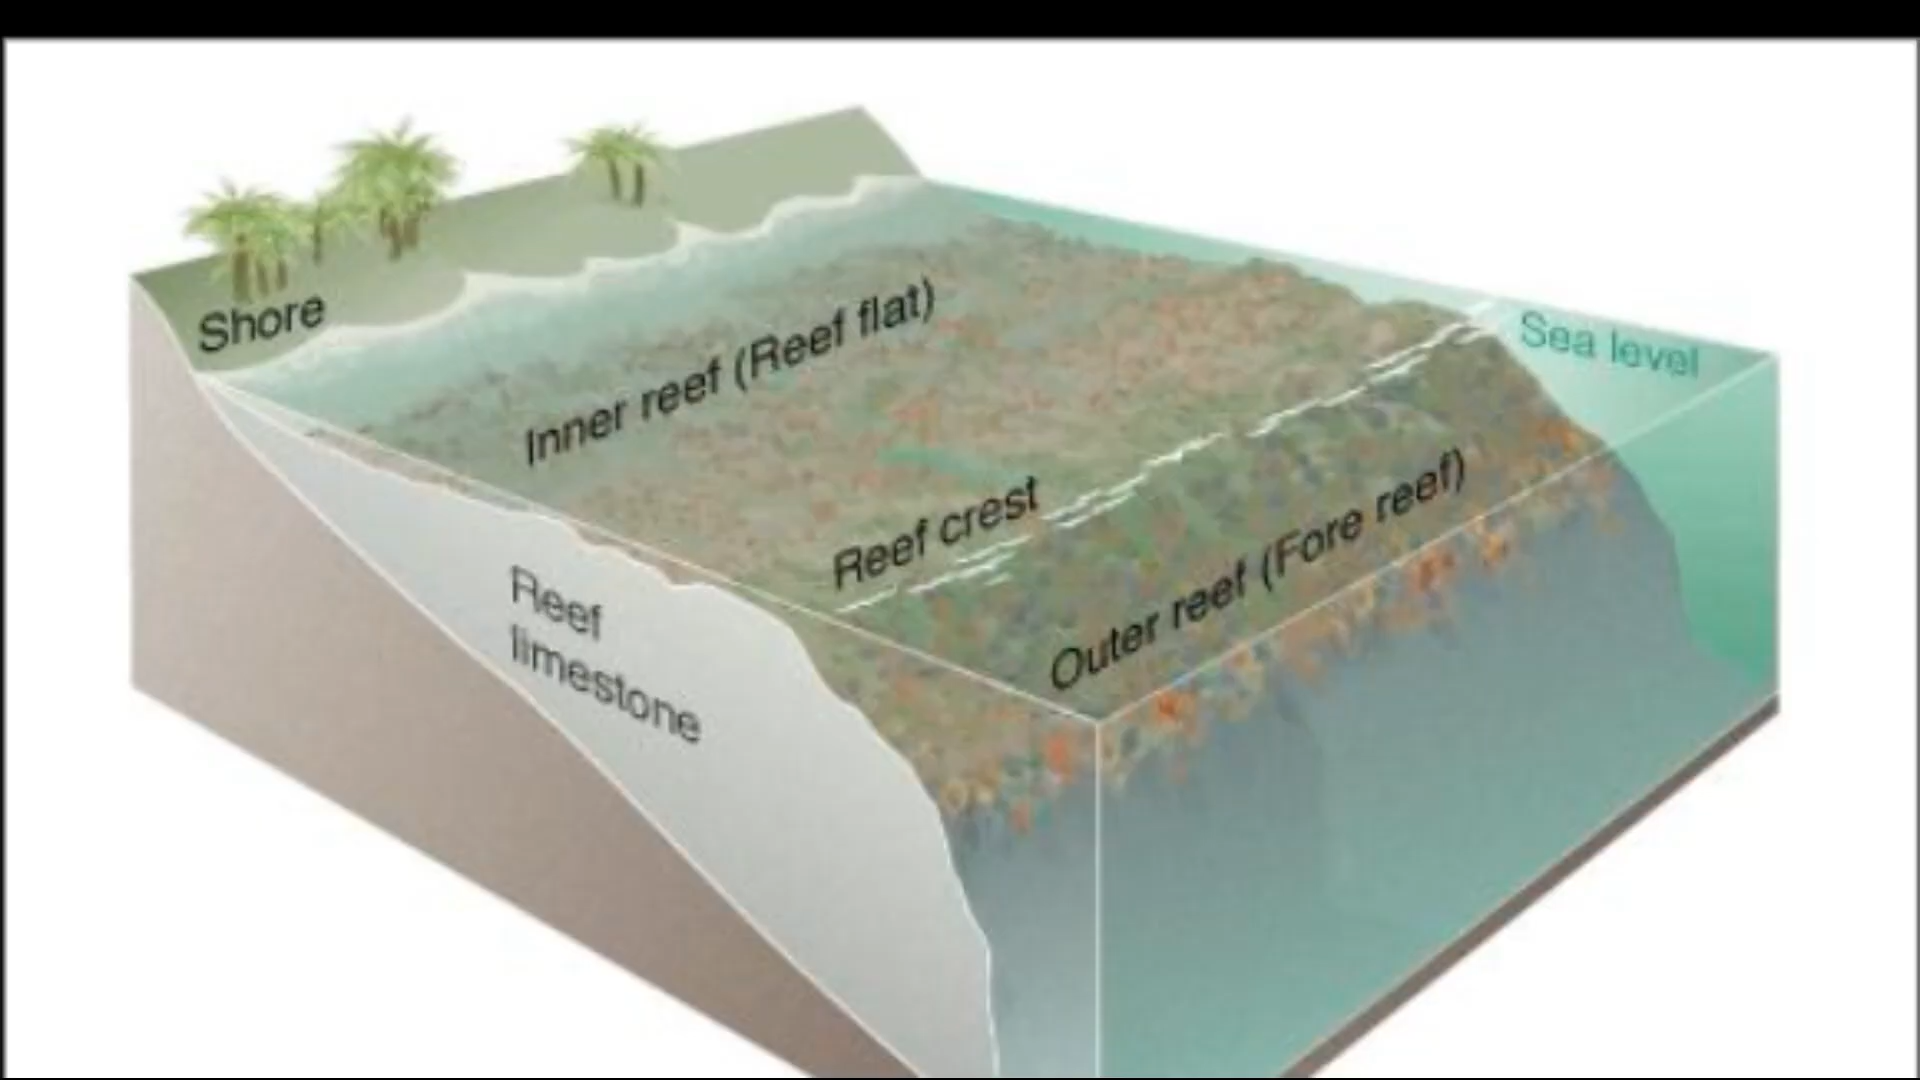 Shore
Inner reef (Reef flat)
Sea level
Reef crest
Outer reef (Fore reef)
Reef
limestone